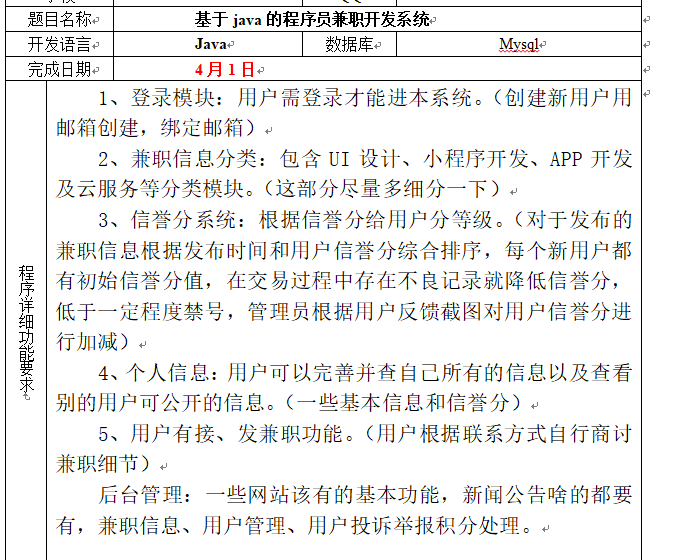 题目名称 基于 java 的程序员兼职开发系统
开发语言 Java 数据库 Mysql
完成日期 4 月 1 日
程序详细功能要求
1、登录模块：用户需登录才能进本系统。（创建新用户用
邮箱创建，绑定邮箱）
2、兼职信息分类：包含 UI 设计、小程序开发、APP 开发
及云服务等分类模块。（这部分尽量多细分一下）
3、信誉分系统：根据信誉分给用户分等级。（对于发布的
兼职信息根据发布时间和用户信誉分综合排序，每个新用户都
有初始信誉分值，在交易过程中存在不良记录就降低信誉分，
低于一定程度禁号，管理员根据用户反馈截图对用户信誉分进
行加减）
4、个人信息：用户可以完善并查自己所有的信息以及查看
别的用户可公开的信息。（一些基本信息和信誉分）
5、用户有接、发兼职功能。（用户根据联系方式自行商讨
兼职细节）
后台管理：一些网站该有的基本功能，新闻公告啥的都要
有，兼职信息、用户管理、用户投诉举报积分处理。